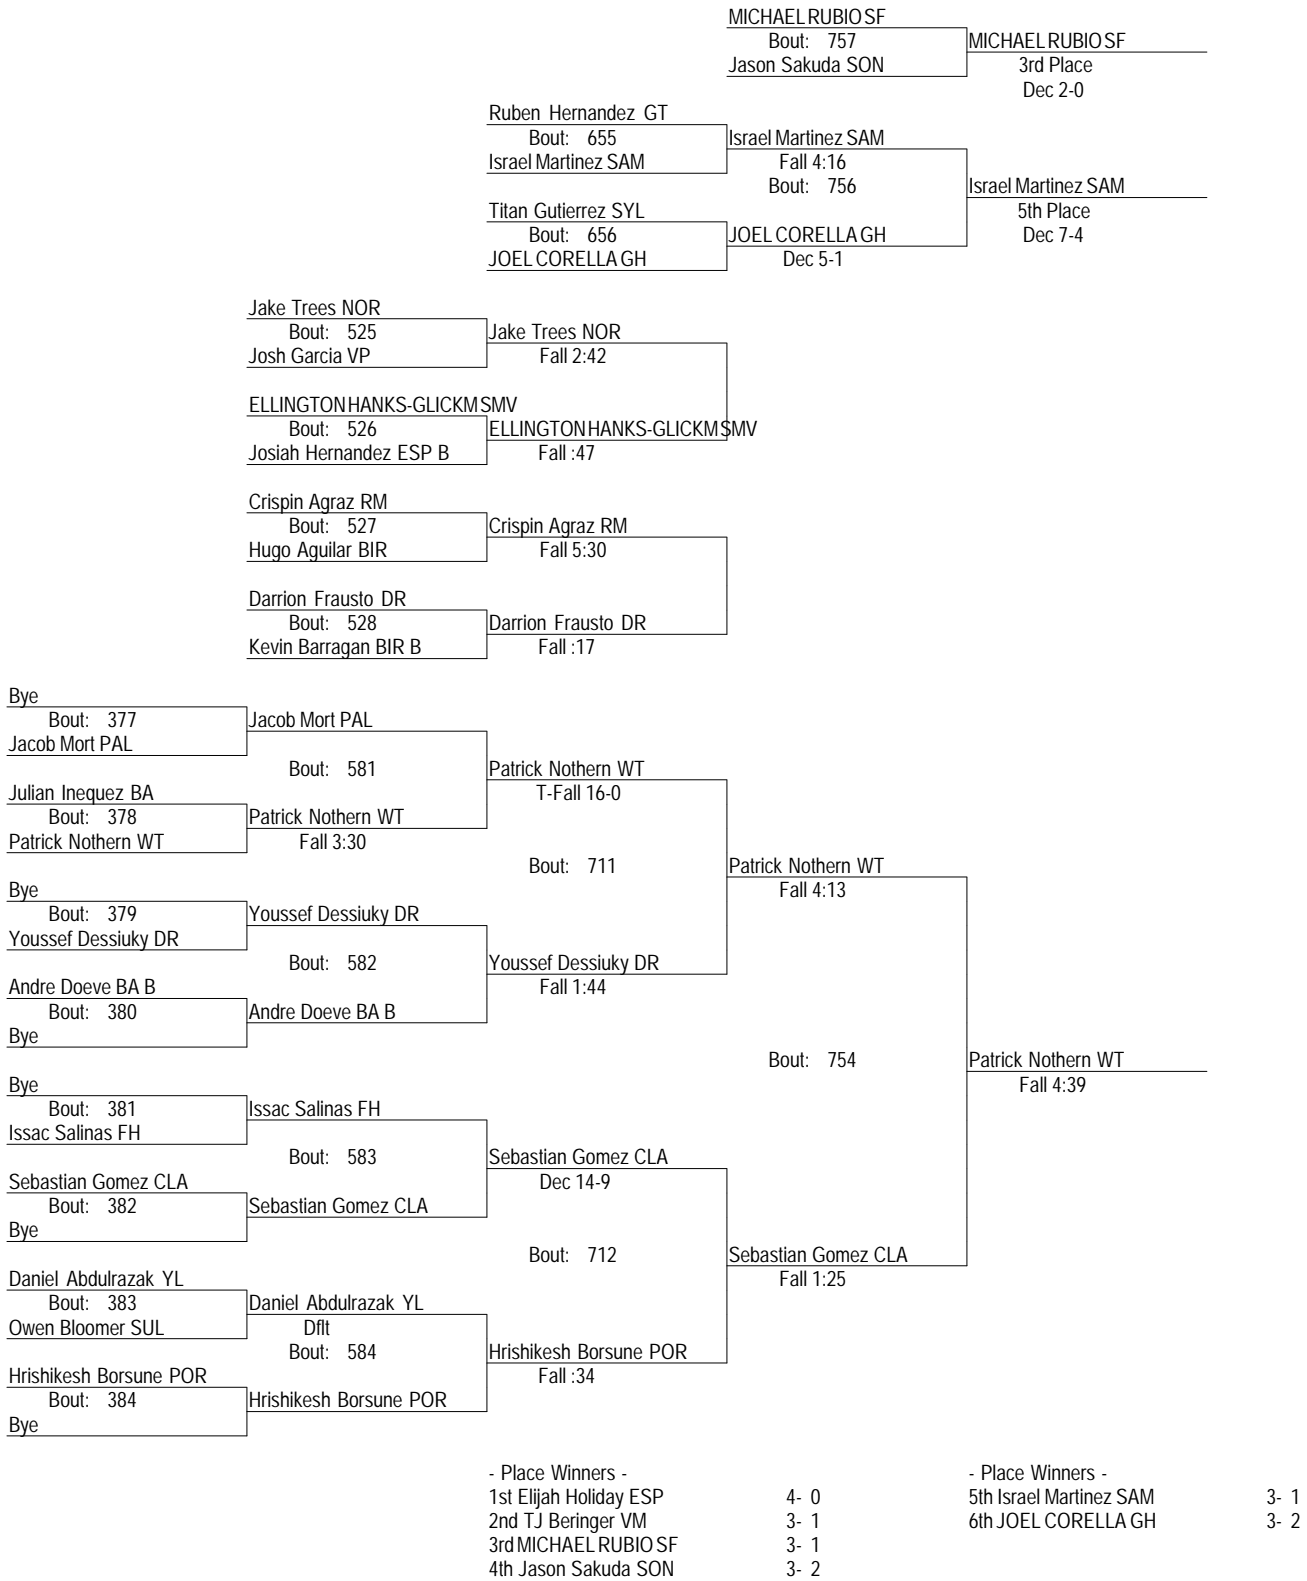 MICHAEL RUBIO SF
Bout: 757
MICHAEL RUBIO SF
Jason Sakuda SON
3rd Place
Dec 2-0
Ruben Hernandez GT
Bout: 655
Israel Martinez SAM
Israel Martinez SAM
Fall 4:16
Bout: 756
Israel Martinez SAM
Titan Gutierrez SYL
5th Place
Bout: 656
JOEL CORELLA GH
Dec 7-4
JOEL CORELLA GH
Dec 5-1
Jake Trees NOR
Bout: 525
Jake Trees NOR
Josh Garcia VP
Fall 2:42
ELLINGTON HANKS-GLICKM SMV
Bout: 526
ELLINGTON HANKS-GLICKM SMV
Josiah Hernandez ESP B
Fall :47
Crispin Agraz RM
Bout: 527
Crispin Agraz RM
Hugo Aguilar BIR
Fall 5:30
Darrion Frausto DR
Bout: 528
Darrion Frausto DR
Kevin Barragan BIR B
Fall :17
Bye
Bout: 377
Jacob Mort PAL
Jacob Mort PAL
Bout: 581
Patrick Nothern WT
Julian Inequez BA
T-Fall 16-0
Bout: 378
Patrick Nothern WT
Patrick Nothern WT
Fall 3:30
Bout: 711
Patrick Nothern WT
Bye
Fall 4:13
Bout: 379
Youssef Dessiuky DR
Youssef Dessiuky DR
Bout: 582
Youssef Dessiuky DR
Andre Doeve BA B
Fall 1:44
Bout: 380
Andre Doeve BA B
Bye
Bout: 754
Patrick Nothern WT
Bye
Fall 4:39
Bout: 381
Issac Salinas FH
Issac Salinas FH
Bout: 583
Sebastian Gomez CLA
Sebastian Gomez CLA
Dec 14-9
Bout: 382
Sebastian Gomez CLA
Bye
Bout: 712
Sebastian Gomez CLA
Daniel Abdulrazak YL
Fall 1:25
Bout: 383
Daniel Abdulrazak YL
Owen Bloomer SUL
Dflt
Bout: 584
Hrishikesh Borsune POR
Hrishikesh Borsune POR
Fall :34
Bout: 384
Hrishikesh Borsune POR
Bye
- Place Winners -
1st Elijah Holiday ESP 4- 0
2nd TJ Beringer VM 3- 1
3rd MICHAEL RUBIO SF 3- 1
4th Jason Sakuda SON 3- 2
- Place Winners -
5th Israel Martinez SAM 3- 1
6th JOEL CORELLA GH 3- 2